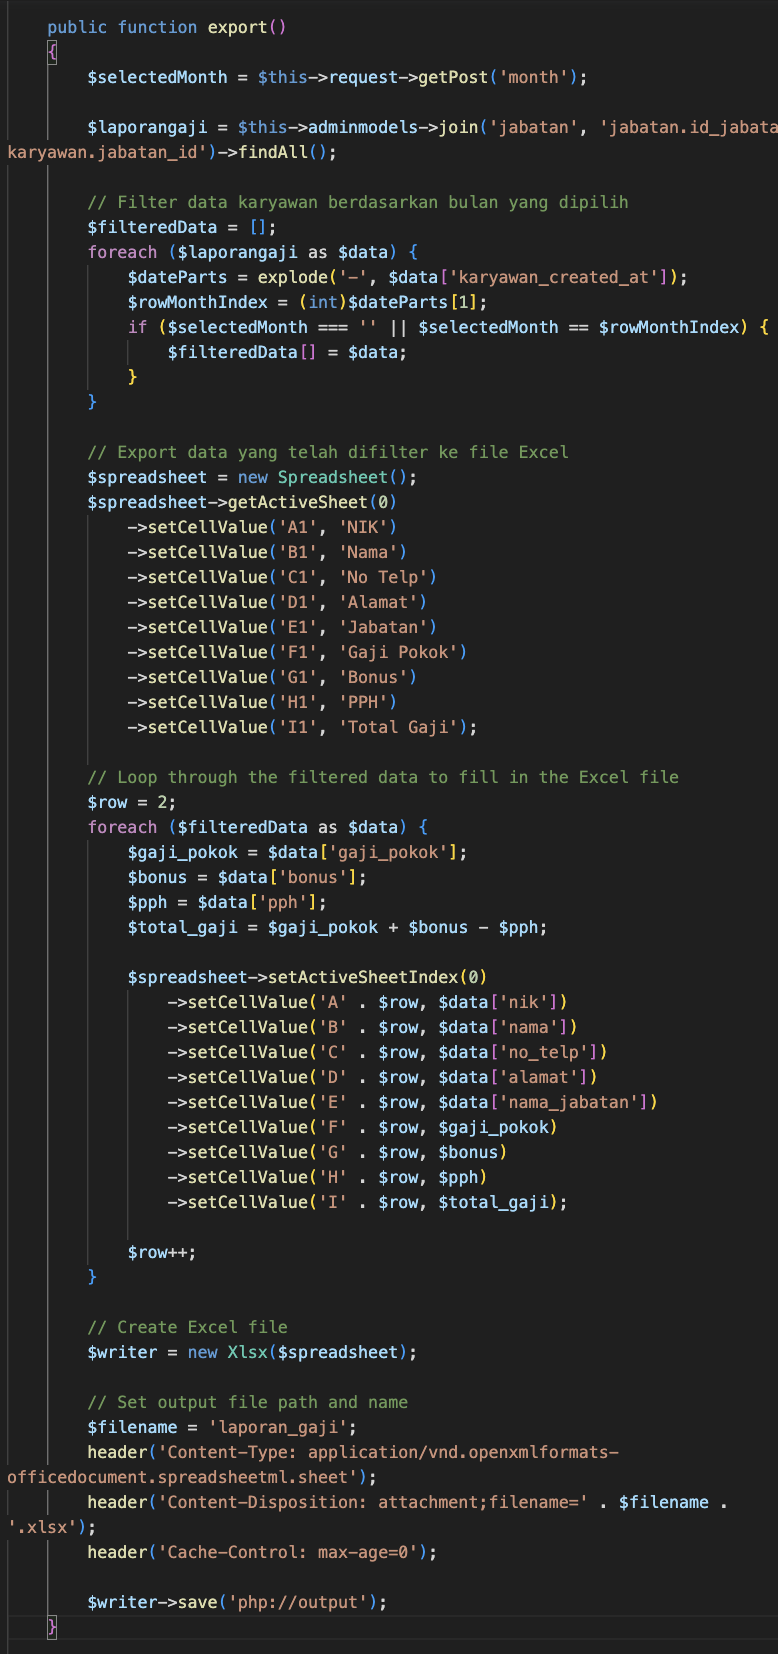 public function export()
{
$selectedMonth = $this->request->getPost('month');
$laporangaji = $this->adminmodels->join('jabatan', 'jabatan.id_jabata
karyawan.jabatan_id')->findAll();
// Filter data karyawan berdasarkan bulan yang dipilih
$filteredData = [];
foreach ($laporangaji as $data) {
$dateParts = explode('-', $data['karyawan_created_at']);
$rowMonthIndex = (int)$dateParts[1];
if ($selectedMonth === '' || $selectedMonth == $rowMonthIndex) {
$filteredData[] = $data;
}
}
// Export data yang telah difilter ke file Excel
$spreadsheet = new Spreadsheet();
$spreadsheet->getActiveSheet(0)
->setCellValue('A1', 'NIK')
->setCellValue('B1', 'Nama')
->setCellValue('C1', 'No Telp')
->setCellValue('D1', 'Alamat')
->setCellValue('E1', 'Jabatan')
->setCellValue('F1', 'Gaji Pokok')
->setCellValue('G1', 'Bonus')
->setCellValue('H1', 'PPH')
->setCellValue('I1', 'Total Gaji');
// Loop through the filtered data to fill in the Excel file
$row = 2;
foreach ($filteredData as $data) {
$gaji_pokok = $data['gaji_pokok'];
$bonus = $data['bonus'];
$pph = $data['pph'];
$total_gaji = $gaji_pokok + $bonus - $pph;
$spreadsheet->setActiveSheetIndex(0)
->setCellValue('A' . $row, $data['nik'])
->setCellValue('B' . $row, $data['nama'])
->setCellValue('C' . $row, $data['no_telp'])
->setCellValue('D' . $row, $data['alamat'])
->setCellValue('E' . $row, $data['nama_jabatan'])
->setCellValue('F' . $row, $gaji_pokok)
->setCellValue('G' . $row, $bonus)
->setCellValue('H' . $row, $pph)
->setCellValue('I' . $row, $total_gaji);
$row++;
}
// Create Excel file
$writer = new Xlsx($spreadsheet);
// Set output file path and name
$filename = 'laporan_gaji';
header('Content-Type: application/vnd.openxmlformats-
officedocument.spreadsheetml.sheet');
header('Content-Disposition: attachment;filename=' . $filename .
'.xlsx');
header('Cache-Control: max-age=0');
$writer->save('php://output');
}